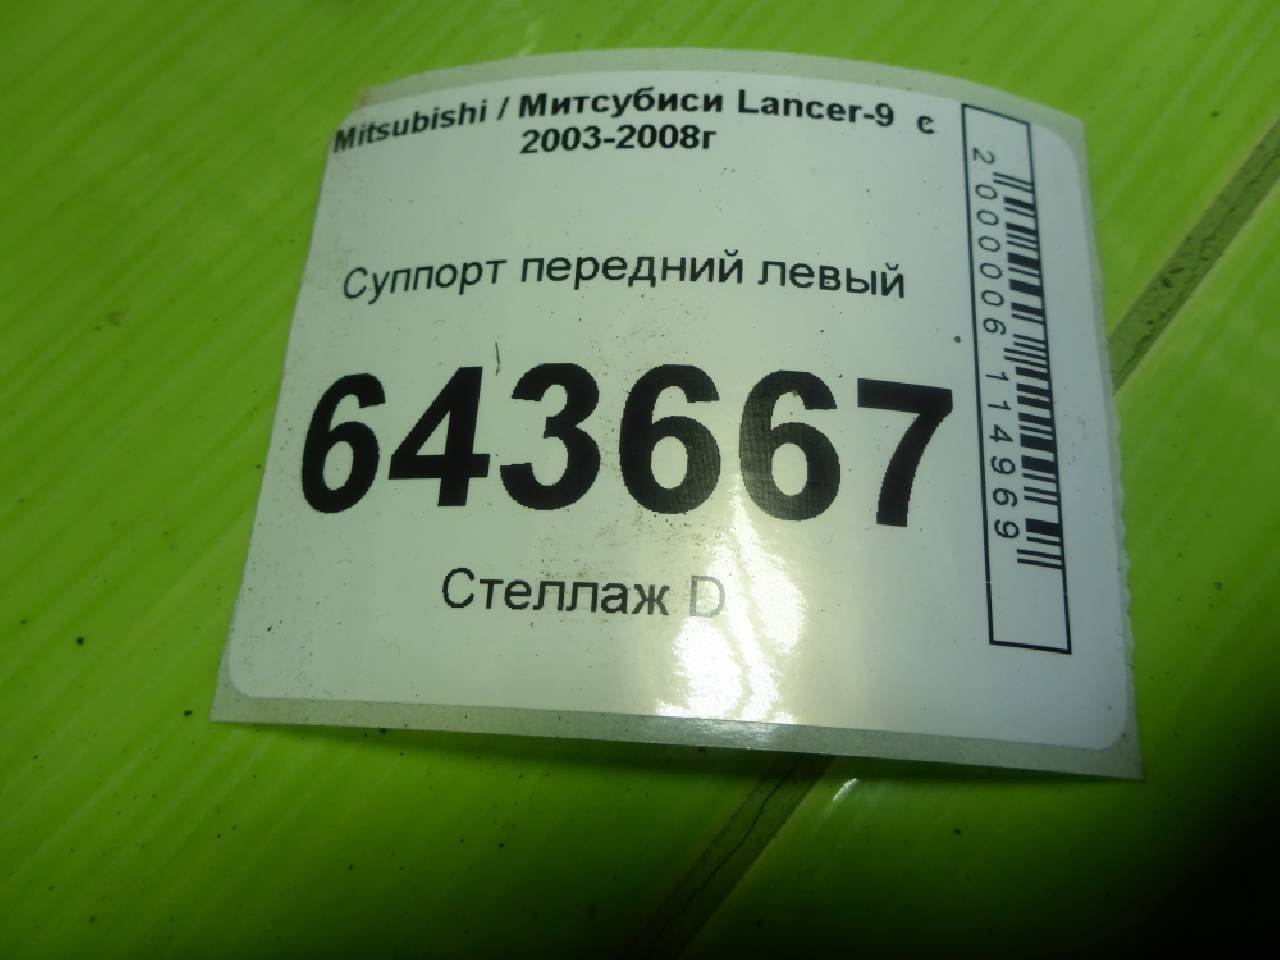 Mitsubishi / Митсубиси Lancer-9 с
2003-2008г
Суппорт передний левый
643667
Стеллаж D
2000006114969